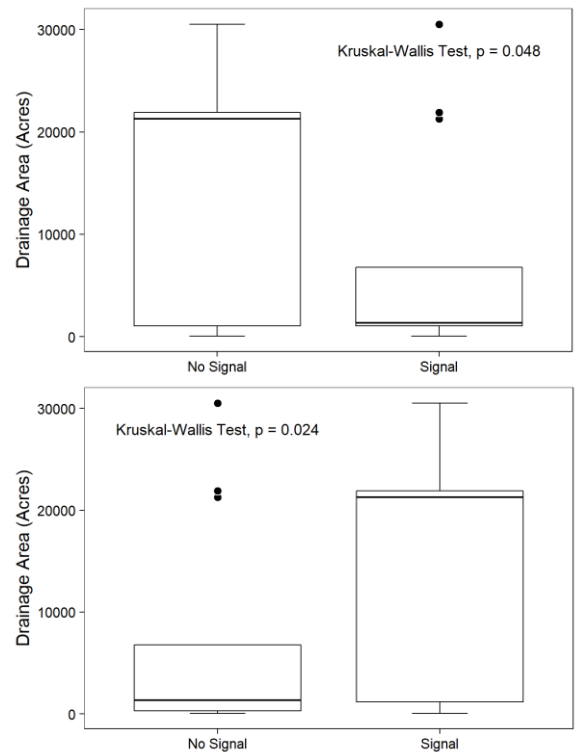 30000
Kruskal-Wallis Test, p = 0.048
20000
Drainage Area (Acres)
10000
0
No Signal
Signal
30000
Kruskal-Wallis Test, p = 0.024
20000
Drainage Area (Acres)
10000
0
No Signal
Signal